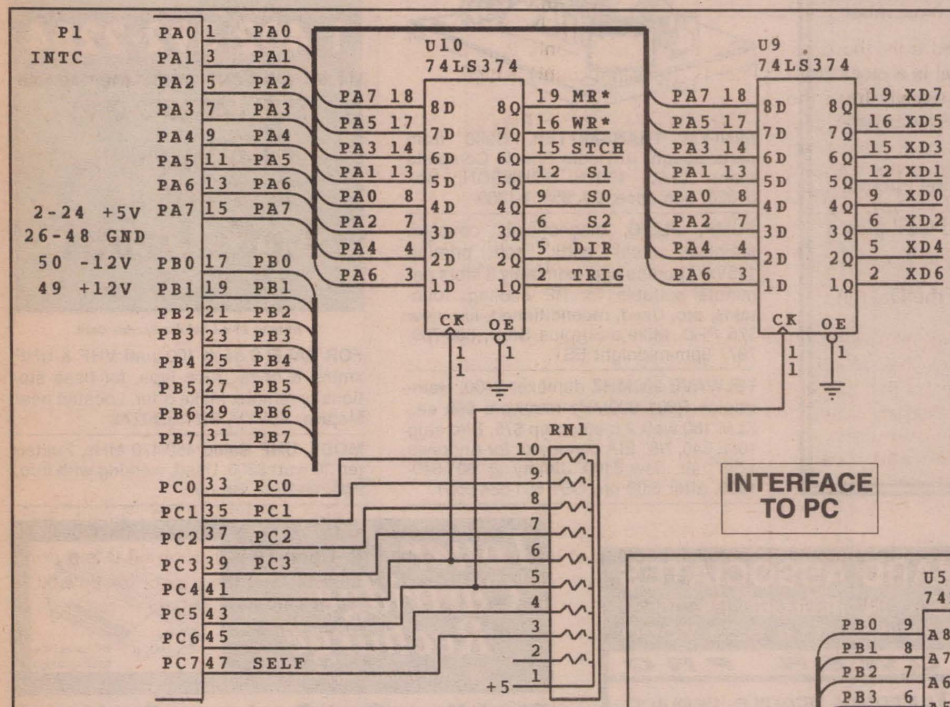 P1
INTC
PA0 1 PA0
PA1 3 PA1
PA2 5 PA2
PA3 7 PA3
PA4 9 PA4
PA5 11 PA5
PA6 13 PA6
PA7 15 PA7
2-24 +5V
26-48 GND
50 -12V
49 +12V
PB0 17 PB0
PB1 19 PB1
PB2 21 PB2
PB3 23 PB3
PB4 25 PB4
PB5 27 PB5
PB6 29 PB6
PB7 31 PB7
PC0 33 PC0
PC1 35 PC1
PC2 37 PC2
PC3 39 PC3
PC4 41
PC5 43
PC6 45
PC7 47 SELF
U10
74LS374
PA7 18 8D 8Q 19 MR*
PA5 17 7D 7Q 16 WR*
PA3 14 6D 6Q 15 STCH
PA1 13 5D 5Q 12 S1
PA0 8 4D 4Q 9 S0
PA2 7 3D 3Q 6 S2
PA4 4 2D 2Q 5 DIR
PA6 3 1D 1Q 2 TRIG
CK OE
1 1
1
U9
74LS374
PA7 18 8D 8Q 19 XD7
PA5 17 7D 7Q 16 XD5
PA3 14 6D 6Q 15 XD3
PA1 13 5D 5Q 12 XD1
PA0 8 4D 4Q 9 XD0
PA2 7 3D 3Q 6 XD2
PA4 4 2D 2Q 5 XD4
PA6 3 1D 1Q 2 XD6
CK OE
1 1
1
RN1
10
9
8
7
6
5
4
3
2
1
+5
INTERFACE
TO PC
U5
74
PB0 9 A8
PB1 8 A7
PB2 7 A6
PB3 6